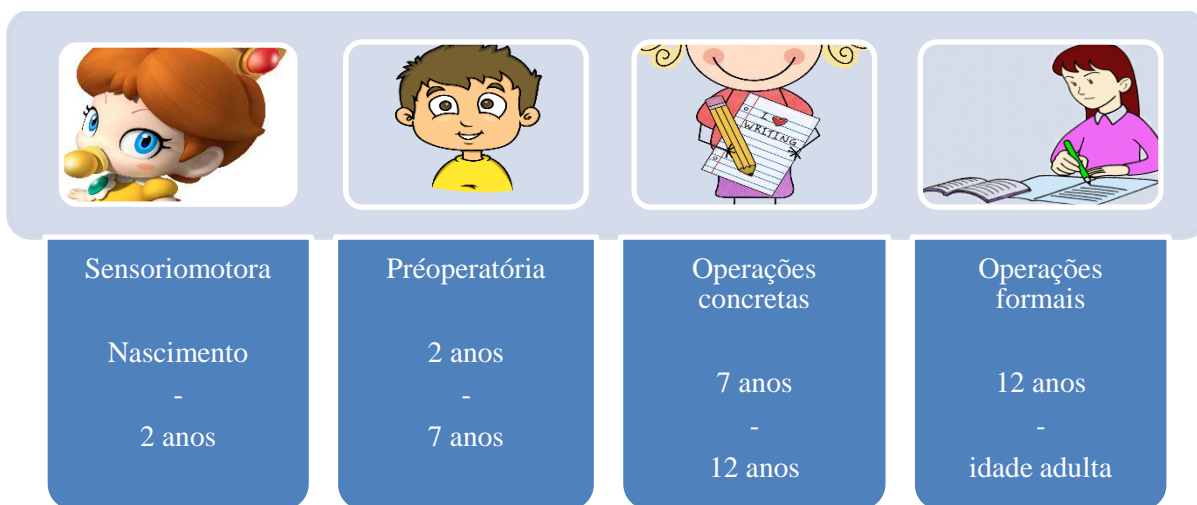 I ♥
WRITING
Sensoriomotora
Nascimento
-
2 anos
Préoperatória
2 anos
-
7 anos
Operações
concretas
7 anos
-
12 anos
Operações
formais
12 anos
-
idade adulta